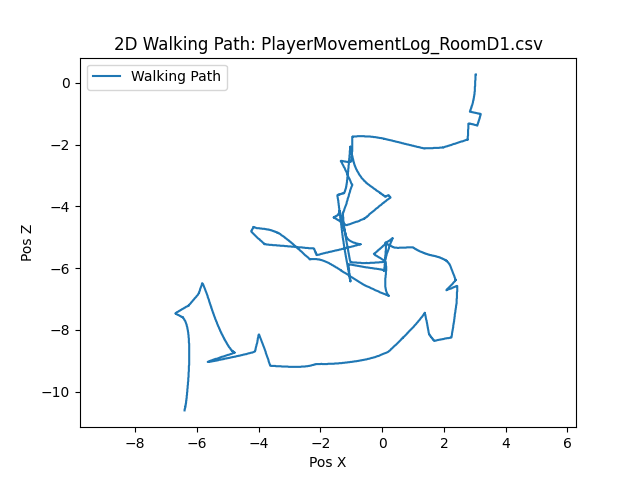 2D Walking Path: PlayerMovementLog_RoomD1.csv
Walking Path
Pos Z
0
−2
−4
−6
−8
−10
−8 −6 −4 −2 0 2 4 6
Pos X